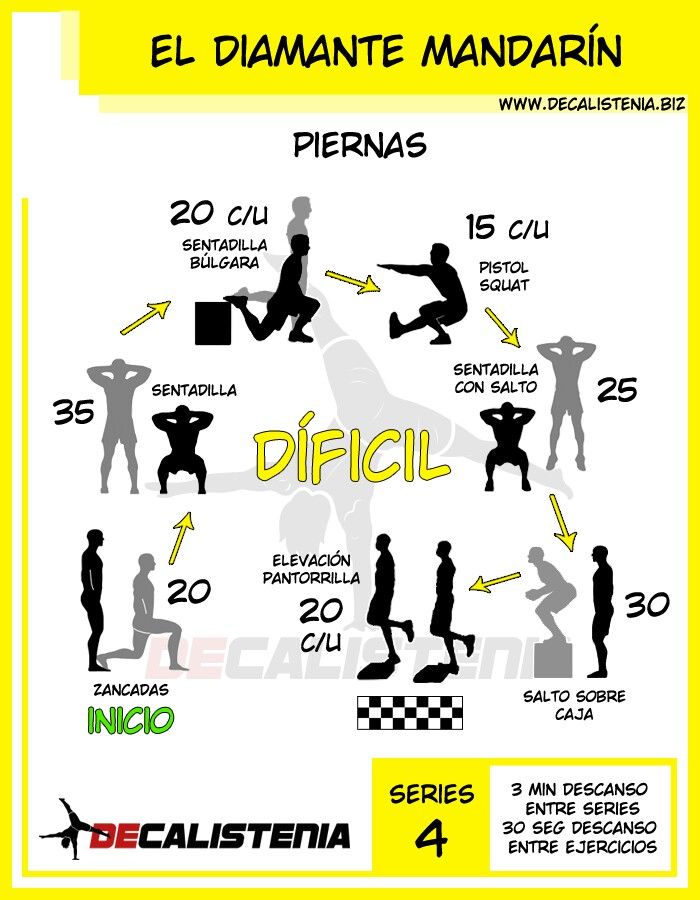 EL DIAMANTE MANDARÍN
WWW.DECALISTENIA.BIZ
PIERNAS
20 C/U
SENTADILLA
BÚLGARA
15 C/U
PISTOL
SQUAT
35
SENTADILLA
SENTADILLA
CON SALTO
25
DÍFICIL
20
ZANCADAS
INICIO
ELEVACIÓN
PANTORRILLA
20
C/U
30
SALTO SOBRE
CAJA
DECALISTENIA
DECALISTENIA
SERIES
4
3 MIN DESCANSO
ENTRE SERIES
30 SEG DESCANSO
ENTRE EJERCICIOS